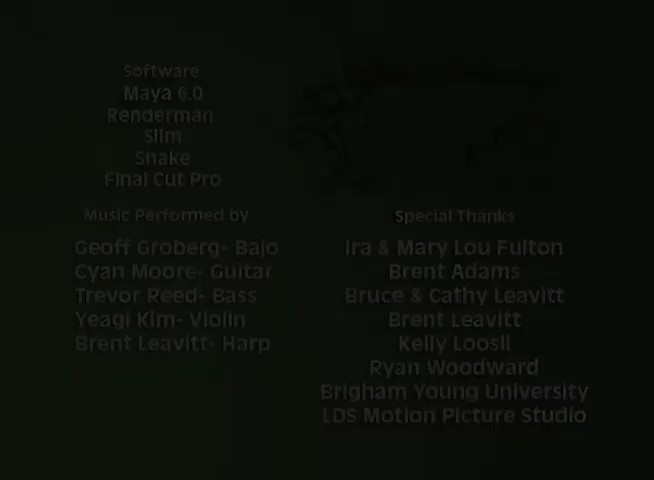 Software
Maya 6.0
Renderman
Slim
Shake
Final Cut Pro
Music Performed by
Geoff Groberg- Bajo
Cyan Moore- Guitar
Trevor Reed- Bass
Yeagi Kim- Violin
Brent Leavitt- Harp
Special Thanks
Ira & Mary Lou Fulton
Brent Adams
Bruce & Cathy Leavitt
Brent Leavitt
Kelly Loosli
Ryan Woodward
Brigham Young University
LDS Motion Picture Studio